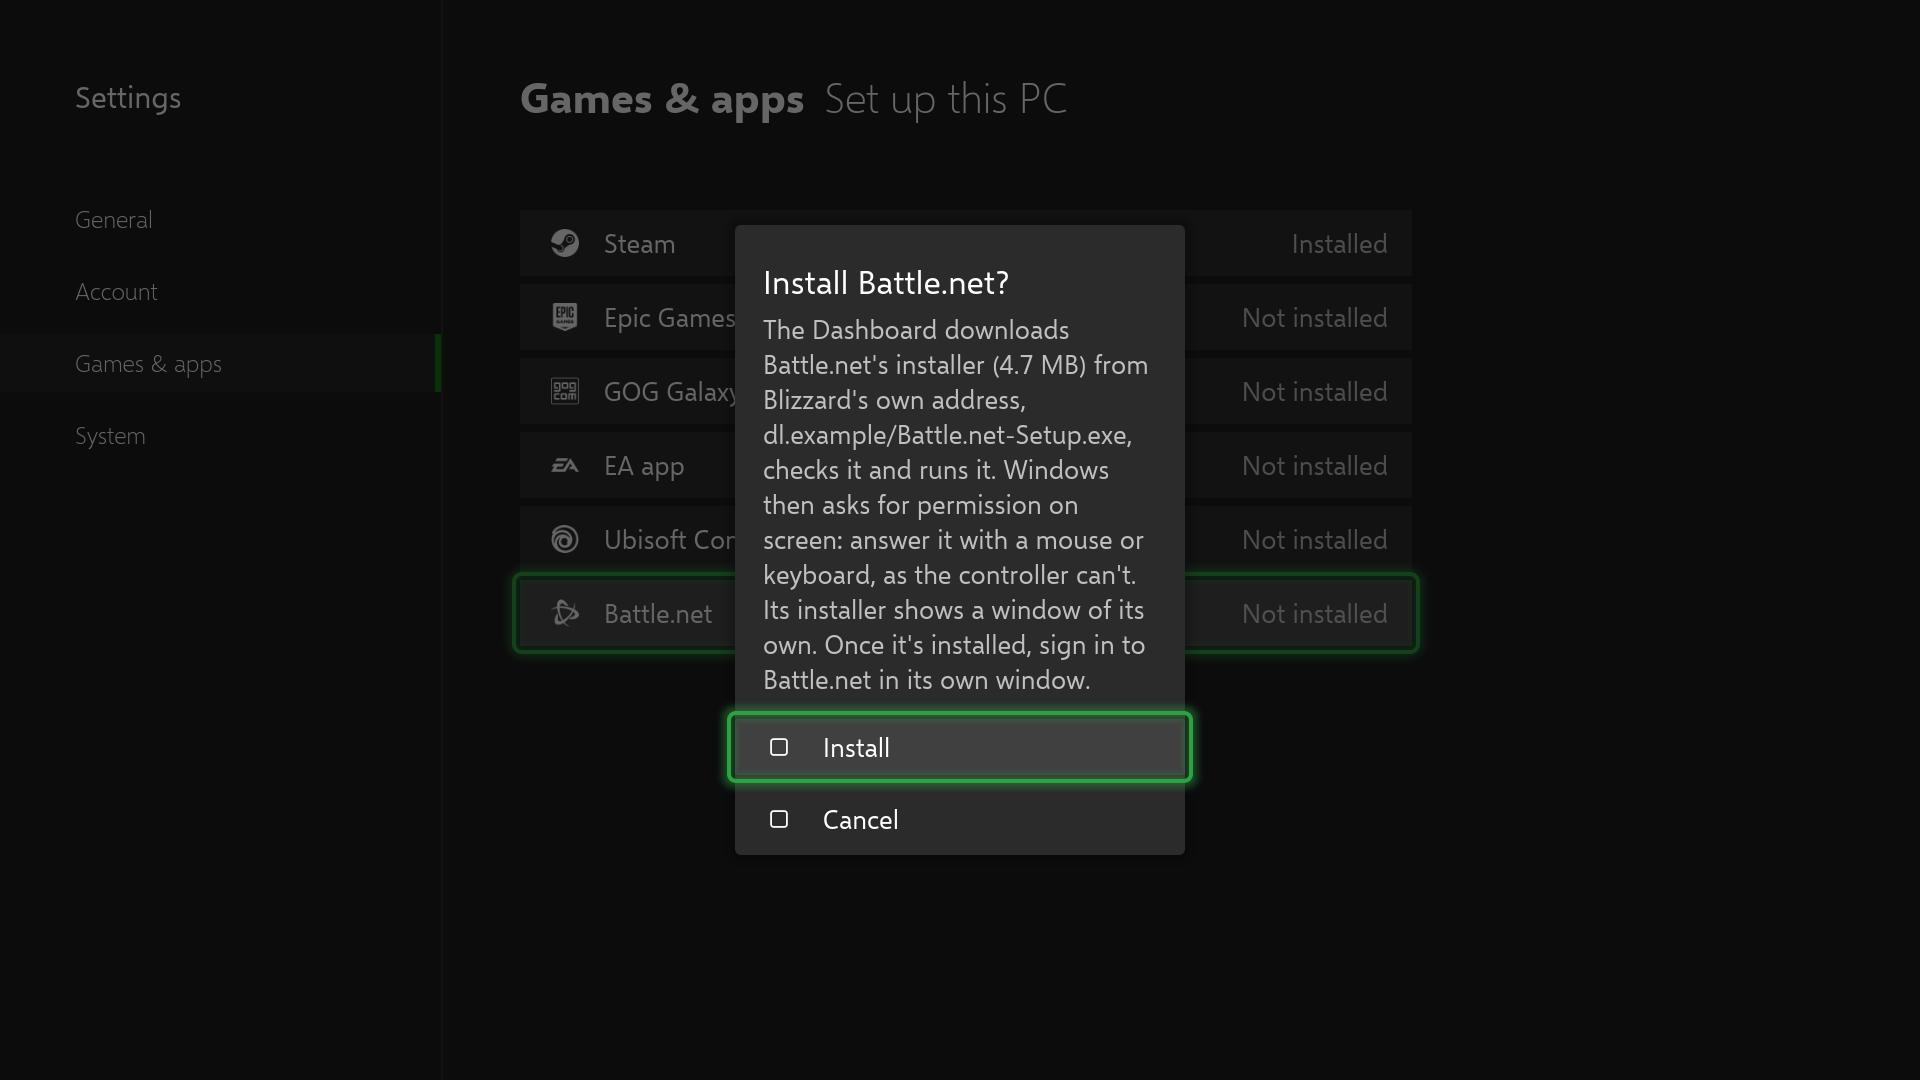 Settings
Games & apps Set up this PC
General
Account
Games & apps
System
Steam Installed
EPIC GAMES Epic Games Not installed
gog com GOG Galaxy Not installed
EA EA app Not installed
Ubisoft Con Not installed
Battle.net Not installed
Install Battle.net?
The Dashboard downloads
Battle.net's installer (4.7 MB) from
Blizzard's own address,
dl.example/Battle.net-Setup.exe,
checks it and runs it. Windows
then asks for permission on
screen: answer it with a mouse or
keyboard, as the controller can't.
Its installer shows a window of its
own. Once it's installed, sign in to
Battle.net in its own window.
Install
Cancel